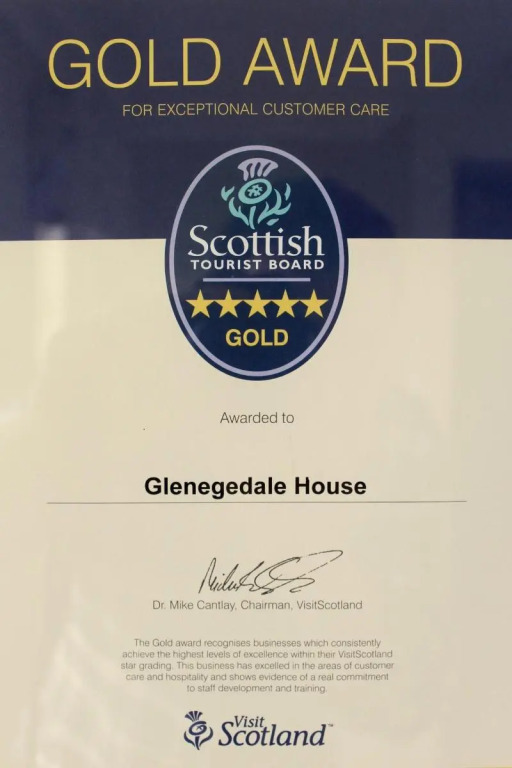 GOLD AWARD
FOR EXCEPTIONAL CUSTOMER CARE
Scottish
TOURIST BOARD
GOLD
Awarded to
Glenegedale House
Dr. Mike Cantlay, Chairman, VisitScotland
The Gold award recognises businesses which consistently
achieve the highest levels of excellence within their VisitScotland
star grading. This business has excelled in the areas of customer
care and hospitality and shows evidence of a real commitment
to staff development and training.
Visit
Scotland™